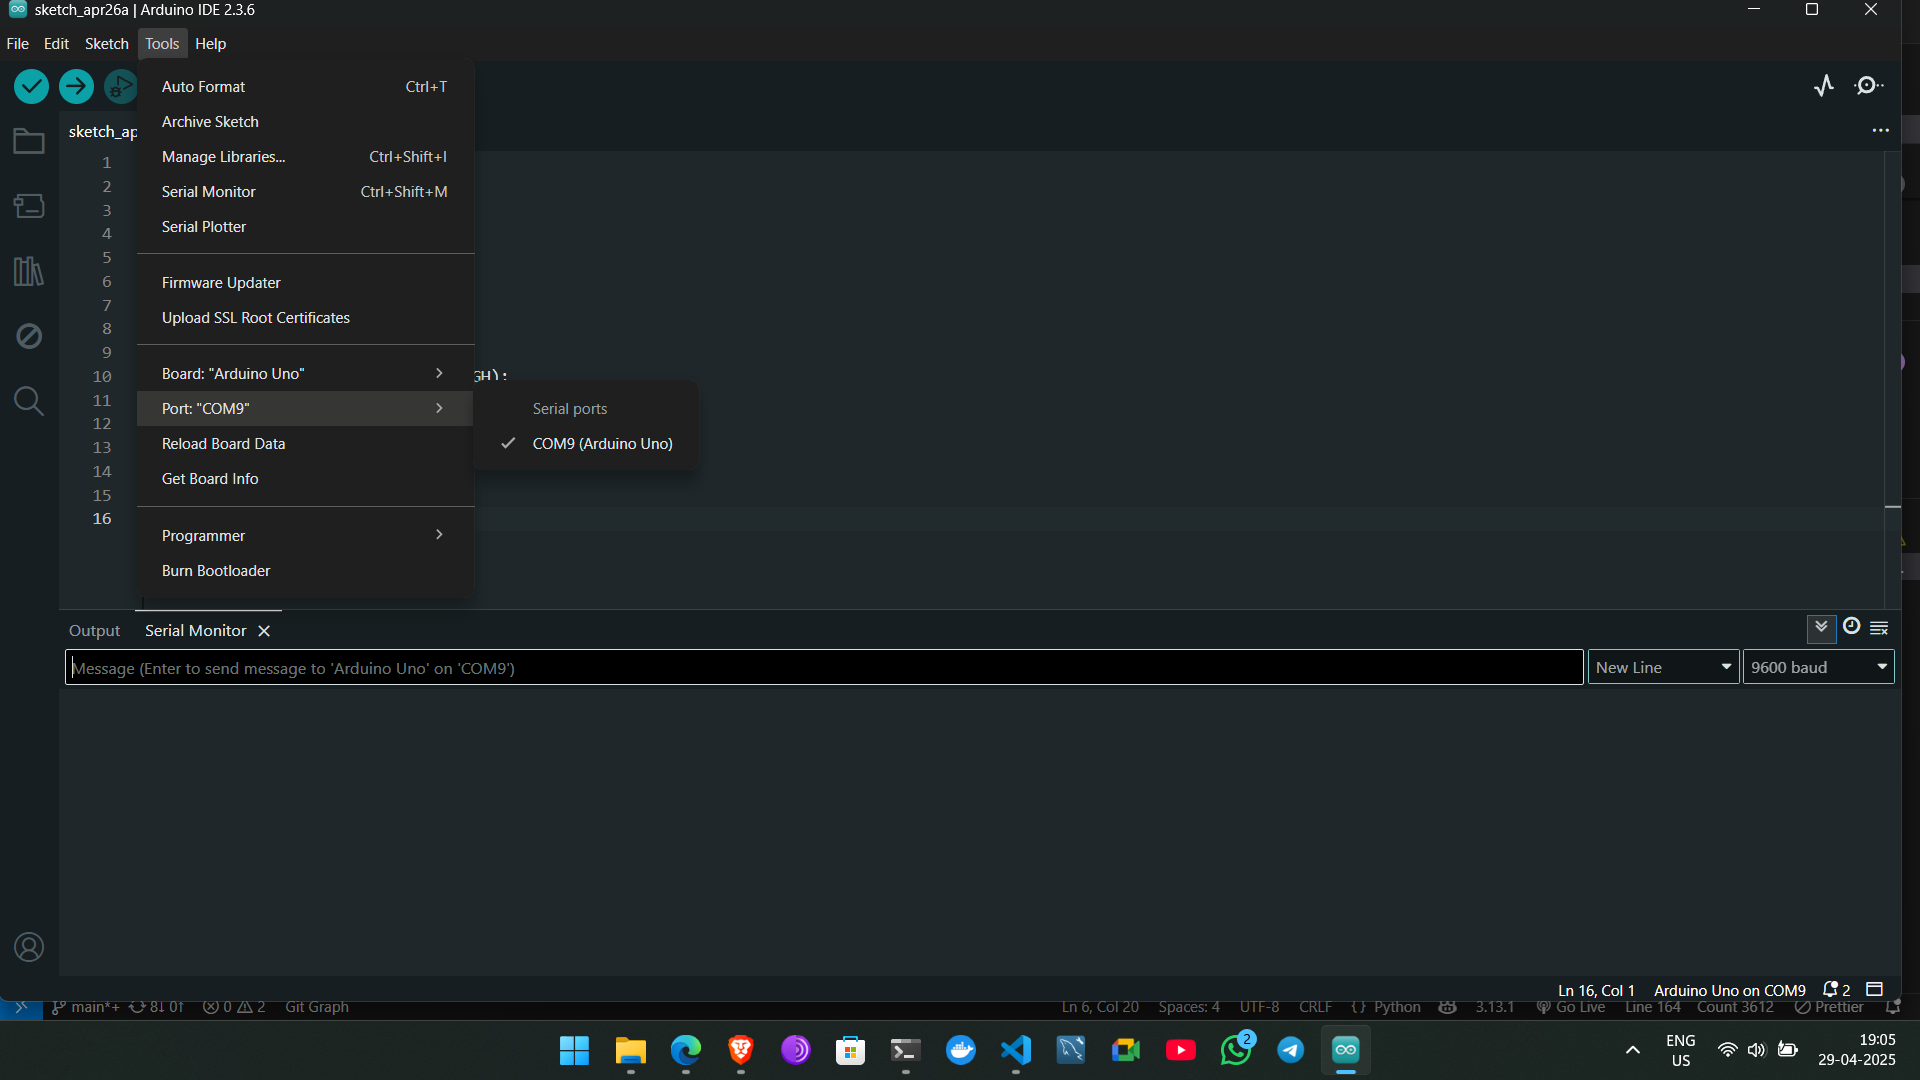 sketch_apr26a | Arduino IDE 2.3.6
File Edit Sketch Tools Help
Auto Format Ctrl+T
Archive Sketch
sketch_ap
Manage Libraries... Ctrl+Shift+I
Serial Monitor Ctrl+Shift+M
Serial Plotter
Firmware Updater
Upload SSL Root Certificates
Board: "Arduino Uno"
Port: "COM9"
Reload Board Data
Get Board Info
Programmer
Burn Bootloader
Serial ports
COM9 (Arduino Uno)
1
2
3
4
5
6
7
8
9
10 GH);
11
12
13
14
15
16
Output Serial Monitor
Message (Enter to send message to 'Arduino Uno' on 'COM9')
New Line 9600 baud
Ln 16, Col 1 Arduino Uno on COM9 2
main*+ 8↓ 0↑ 0 2 Git Graph
Ln 6, Col 20 Spaces: 4 UTF-8 CRLF {} Python 3.13.1 Go Live Line 164 Count 3612 Prettier
2
ENG
US
19:05
29-04-2025